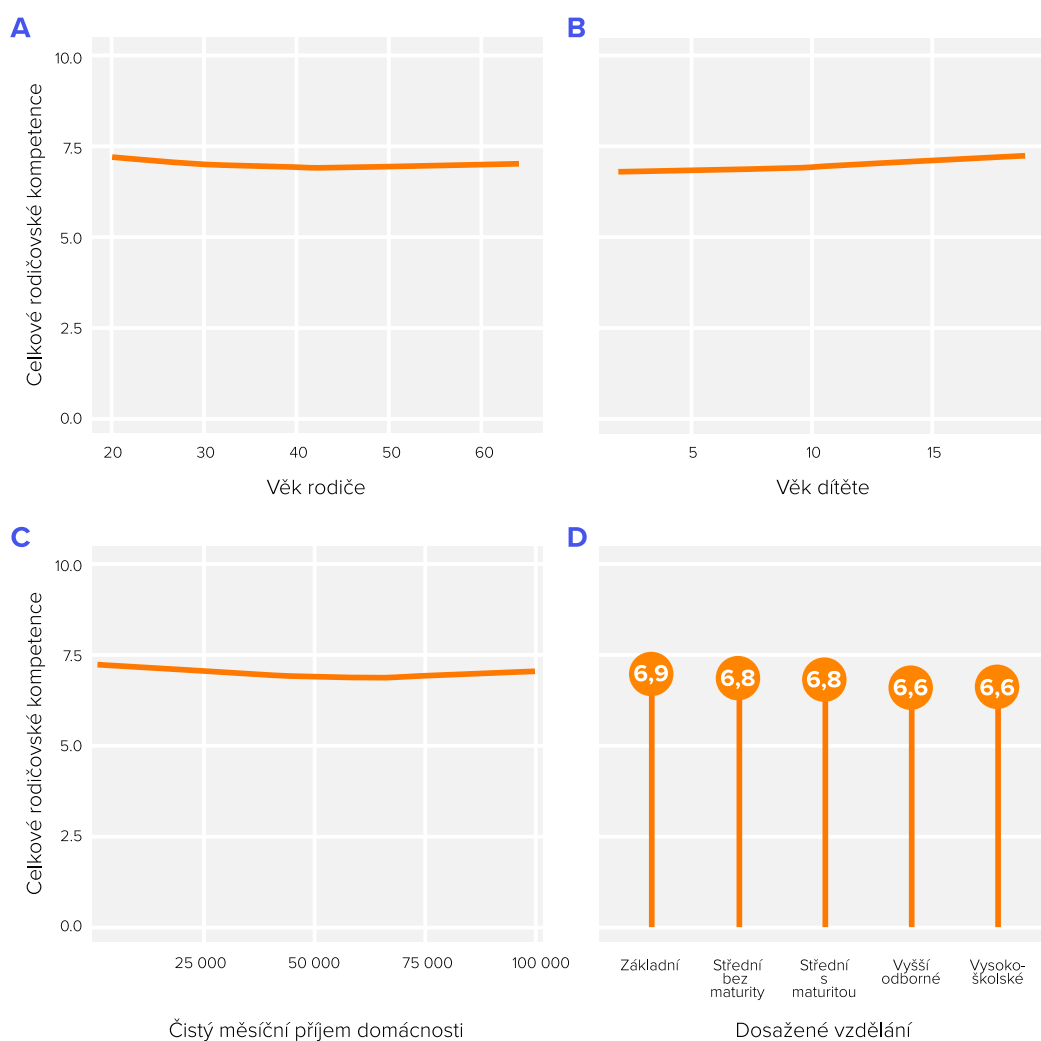 A
Celkové rodičovské kompetence
10.0
7.5
5.0
2.5
0.0
20 30 40 50 60
Věk rodiče
B
5 10 15
Věk dítěte
C
Celkové rodičovské kompetence
10.0
7.5
5.0
2.5
0.0
25 000 50 000 75 000 100 000
Čistý měsíční příjem domácnosti
D
6,9 6,8 6,8 6,6 6,6
Základní
Střední
bez
maturity
Střední
s
maturitou
Vyšší
odborné
Vysoko-
školské
Dosažené vzdělání